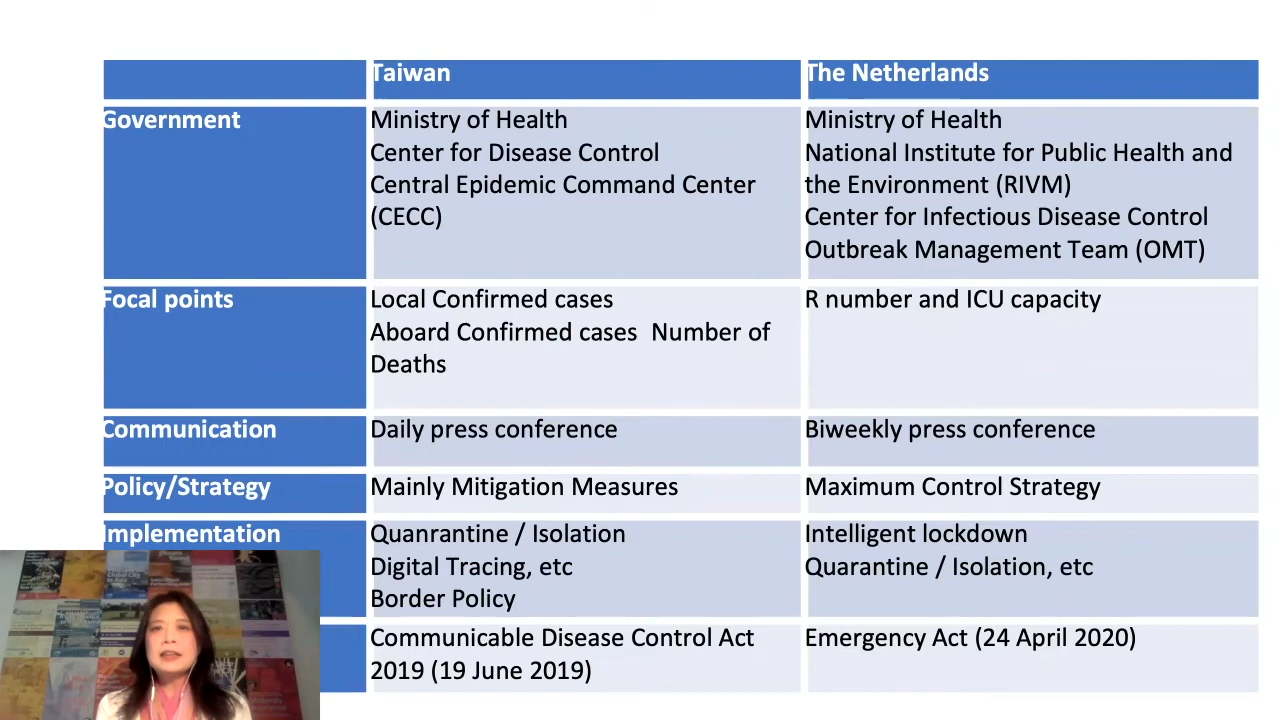 Taiwan
The Netherlands
Government
Ministry of Health
Center for Disease Control
Central Epidemic Command Center
(CECC)
Ministry of Health
National Institute for Public Health and
the Environment (RIVM)
Center for Infectious Disease Control
Outbreak Management Team (OMT)
Focal points
Local Confirmed cases
Aboard Confirmed cases  Number of
Deaths
R number and ICU capacity
Communication
Daily press conference
Biweekly press conference
Policy/Strategy
Mainly Mitigation Measures
Maximum Control Strategy
Implementation
Quanrantine / Isolation
Digital Tracing, etc
Border Policy
Intelligent lockdown
Quarantine / Isolation, etc
Communicable Disease Control Act
2019 (19 June 2019)
Emergency Act (24 April 2020)